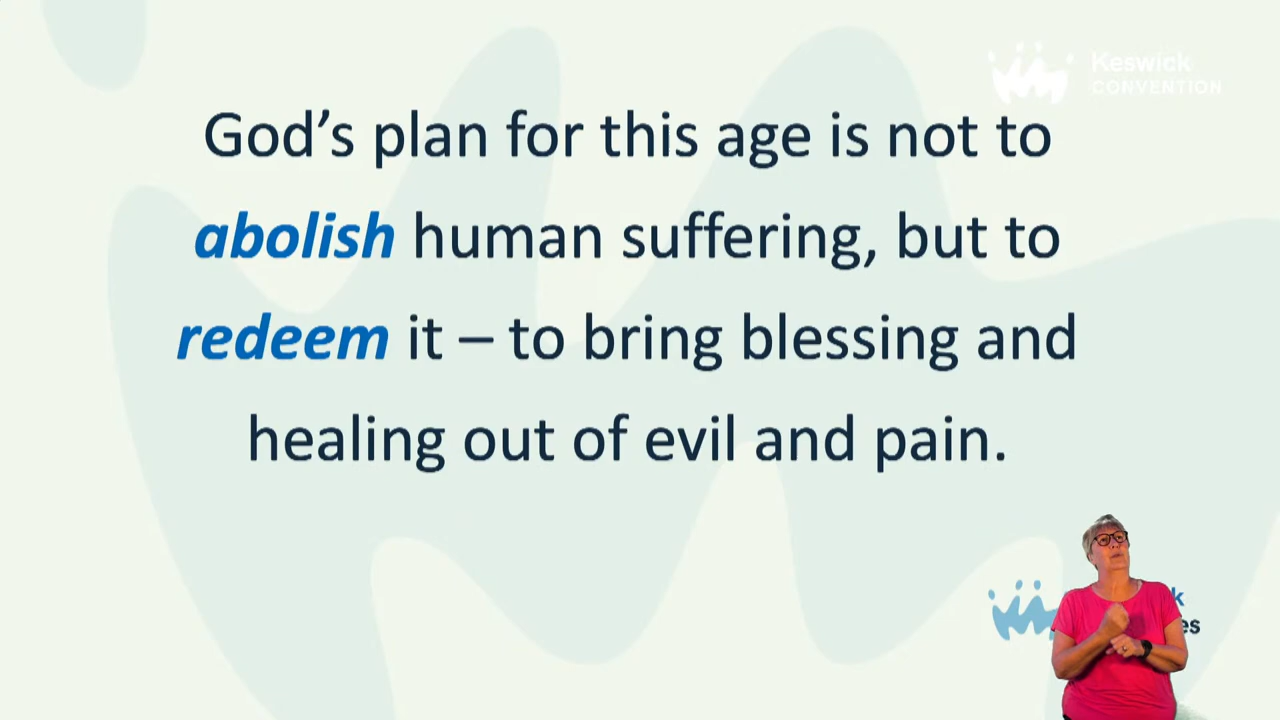 Keswick
CONVENTION
God’s plan for this age is not to
abolish human suffering, but to
redeem it – to bring blessing and
healing out of evil and pain.